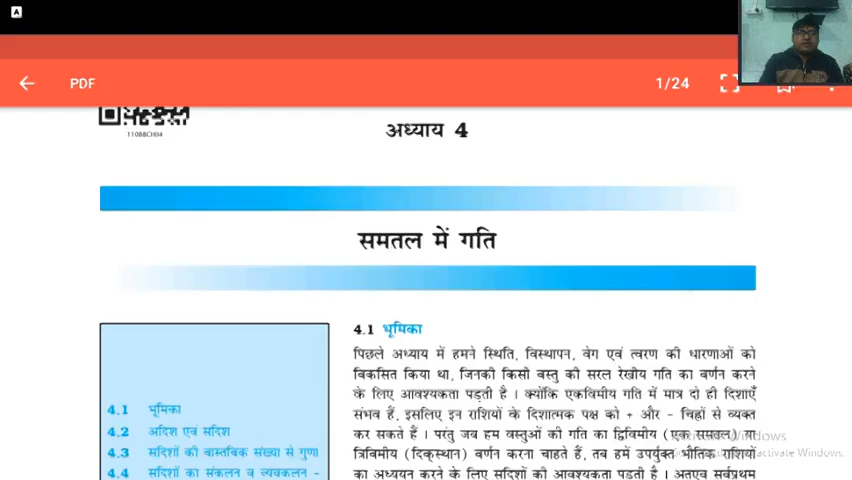 A
PDF
1/24
1108BCH04
अध्याय 4
समतल में गति
4.1 भूमिका
4.2 अदिश एवं सदिश
4.3 सदिशों की वास्तविक संख्या से गुणा
4.4 सदिशों का संकलन व व्यवकलन –
4.1 भूमिका
पिछले अध्याय में हमने स्थिति, विस्थापन, वेग एवं त्वरण की धारणाओं को
विकसित किया था, जिनकी किसी वस्तु की सरल रेखीय गति का वर्णन करने
के लिए आवश्यकता पड़ती है । क्योंकि एकविमीय गति में मात्र दो ही दिशाएँ
संभव हैं, इसलिए इन राशियों के दिशात्मक पक्ष को + और - चिह्नों से व्यक्त
कर सकते हैं । परंतु जब हम वस्तुओं की गति का द्विविमीय (एक समतल) या
त्रिविमीय (दिक्स्थान) वर्णन करना चाहते हैं, तब हमें उपर्युक्त भौतिक राशियों
का अध्ययन करने के लिए सदिशों की आवश्यकता पड़ती है । अतएव सर्वप्रथम